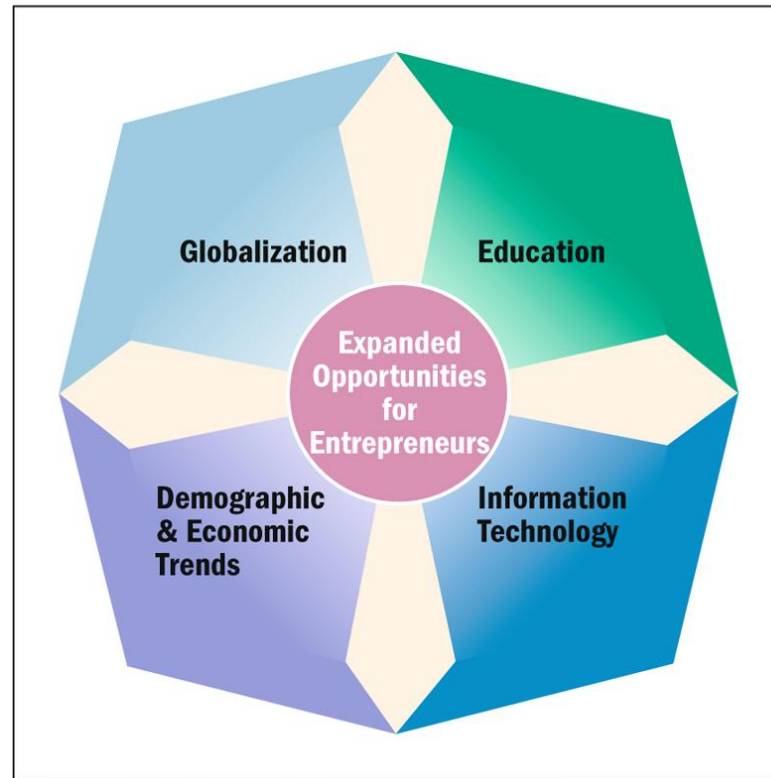 Globalization
Education
Expanded
Opportunities
for
Entrepreneurs
Demographic
& Economic
Trends
Information
Technology